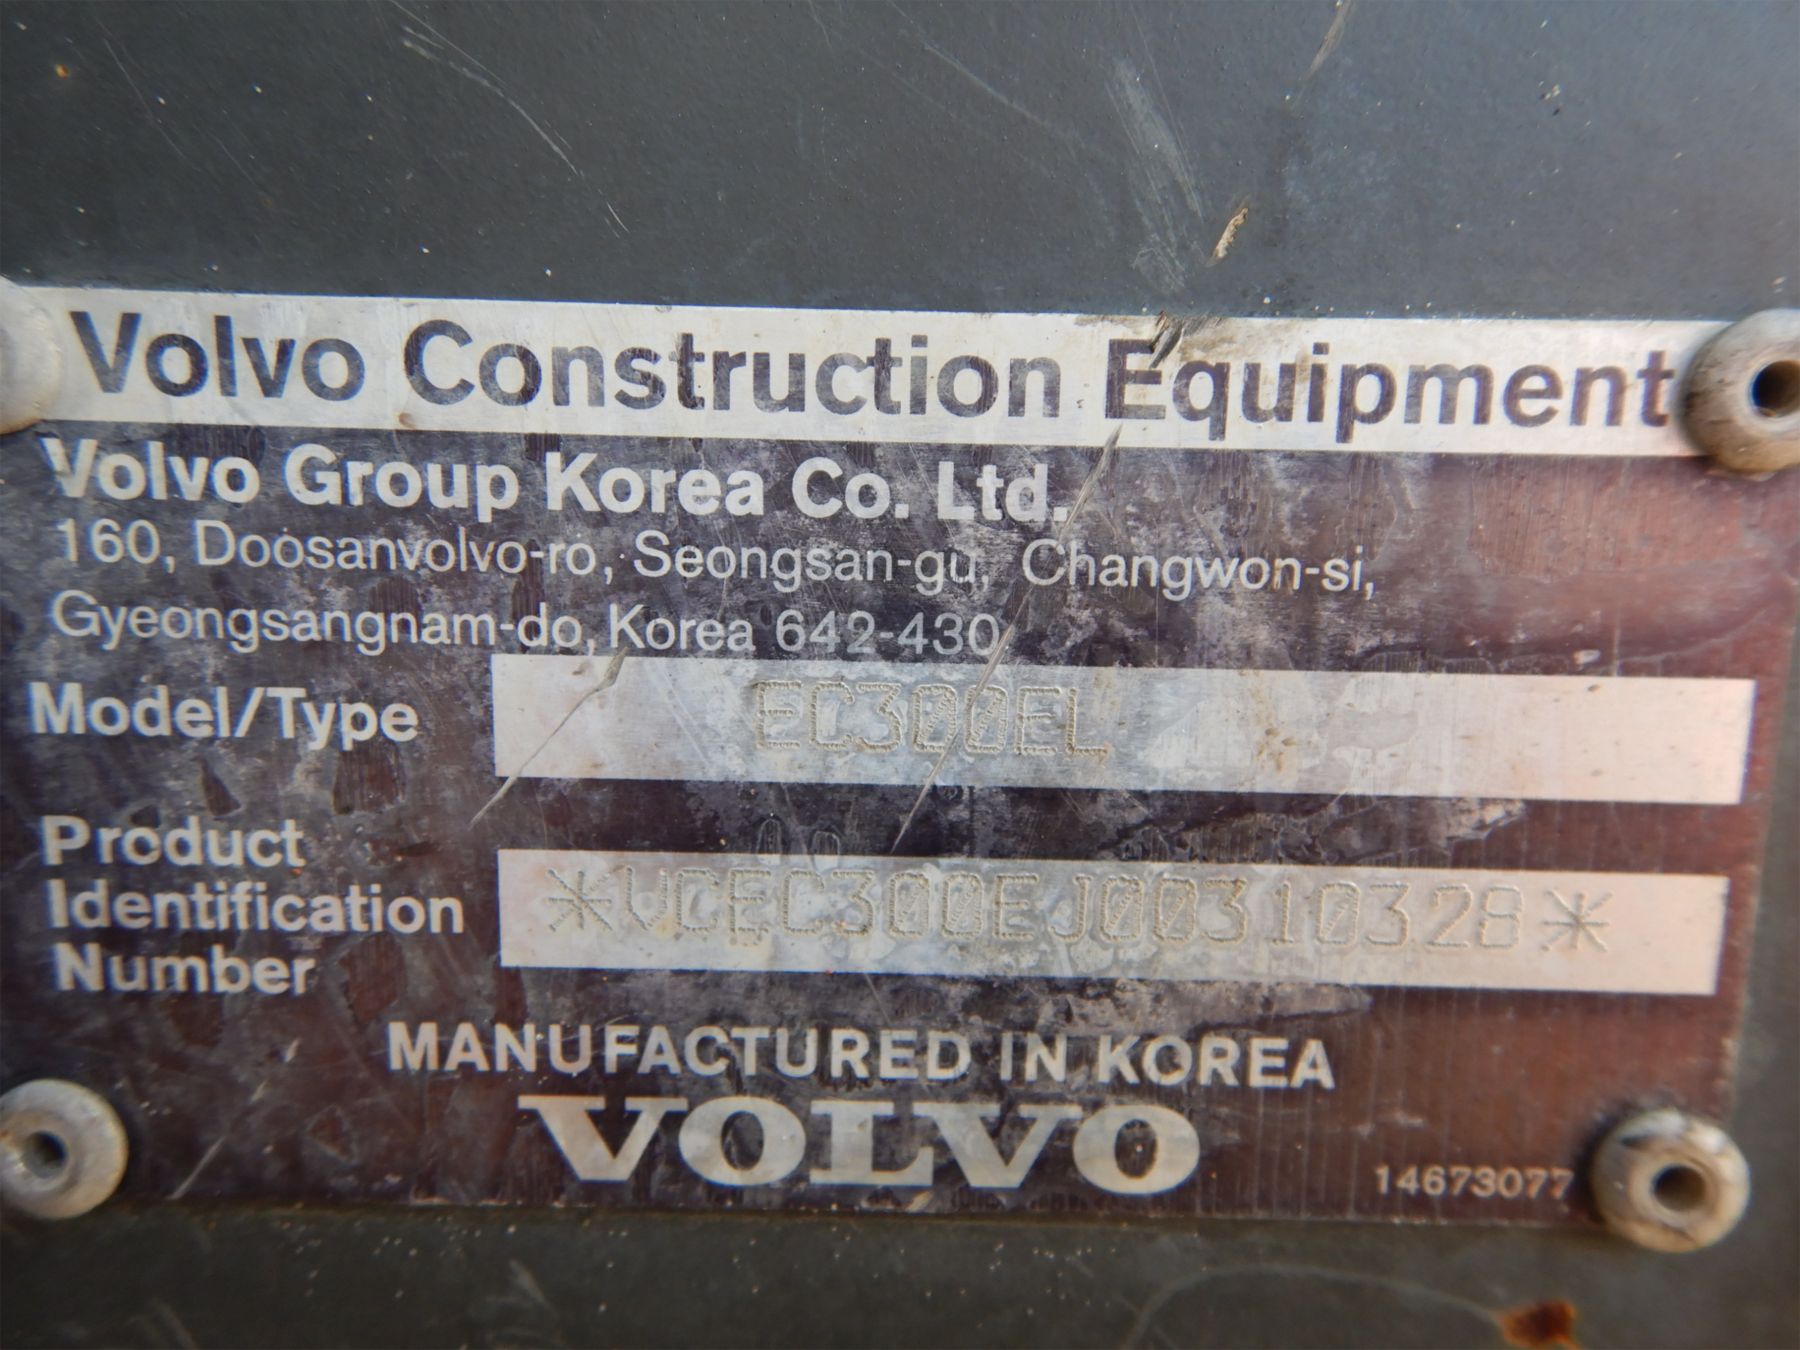 Volvo Construction Equipment
Volvo Group Korea Co. Ltd.
160, Doosanvolvo-ro, Seongsan-gu, Changwon-si,
Gyeongsangnam-do, Korea 642-430
Model/Type EC300EL
Product
Identification
Number
*VCEC300EJ00310328*
MANUFACTURED IN KOREA
VOLVO
14673077